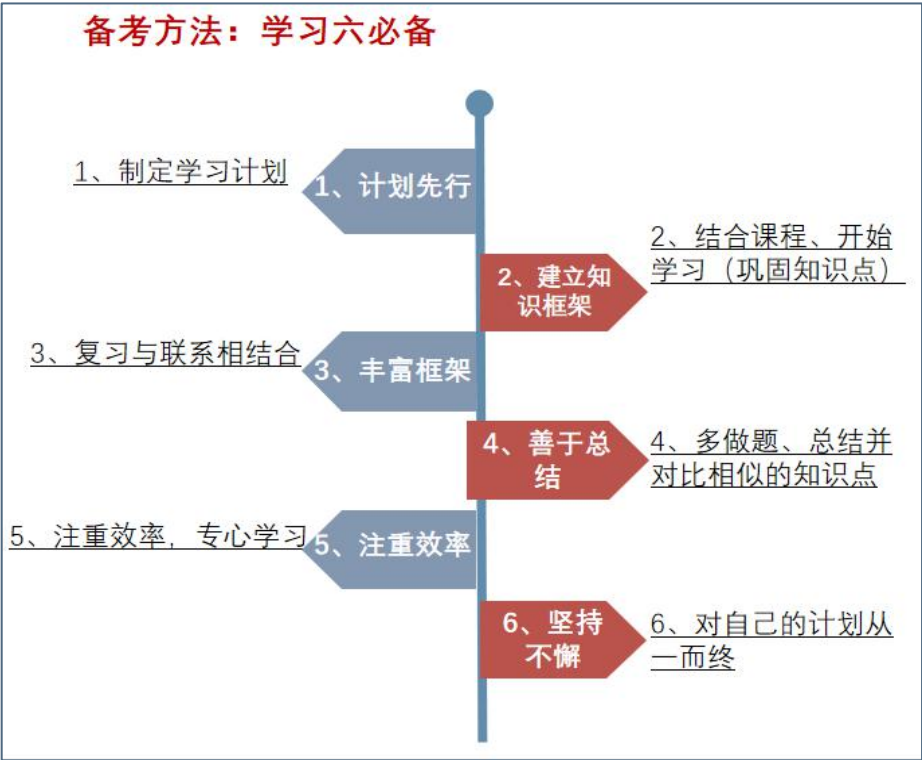 备考方法：学习六必备
1、制定学习计划
1、计划先行
2、建立知
识框架
2、结合课程、开始
学习（巩固知识点）
3、复习与联系相结合
3、丰富框架
4、善于总
结
4、多做题、总结并
对比相似的知识点
5、注重效率，专心学习
5、注重效率
6、坚持
不懈
6、对自己的计划从
一而终